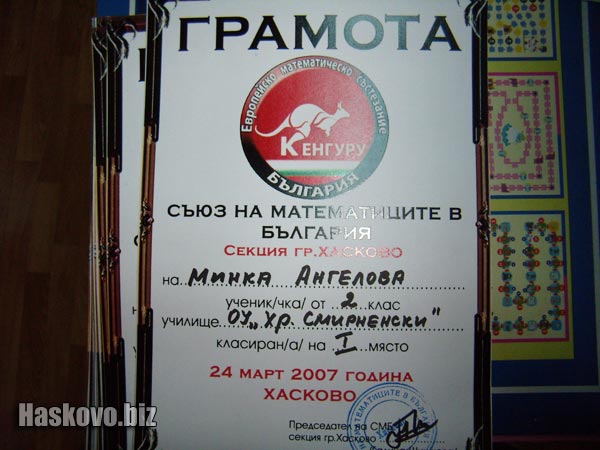 ГРАМОТА
Европейско математическо състезание
КЕНГУРУ
БЪЛГАРИЯ
СЪЮЗ НА МАТЕМАТИЦИТЕ В
БЪЛГАРИЯ
СЕКЦИЯ ГР.ХАСКОВО
на МИНКА АНГЕЛОВА
ученик/чка/ от ..2.. клас
училище ОУ „Хр. СМИРНЕНСКИ"
класиран/а/ на I място
24 МАРТ 2007 ГОДИНА
ХАСКОВО
Председател на СМБ
секция гр.Хасково
Haskovo.biz